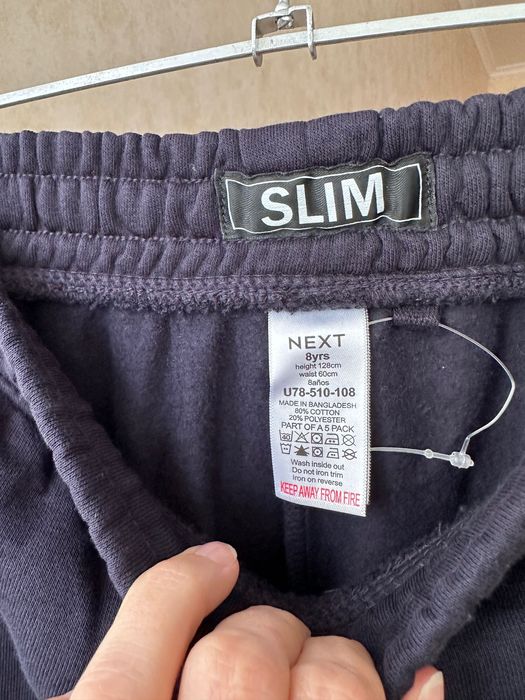 SLIM
NEXT
8yrs
height 128cm
waist 60cm
8años
U78-510-108
MADE IN BANGLADESH
80% COTTON
20% POLYESTER
PART OF A 5 PACK
40
Wash inside out
Do not iron trim
Iron on reverse
KEEP AWAY FROM FIRE